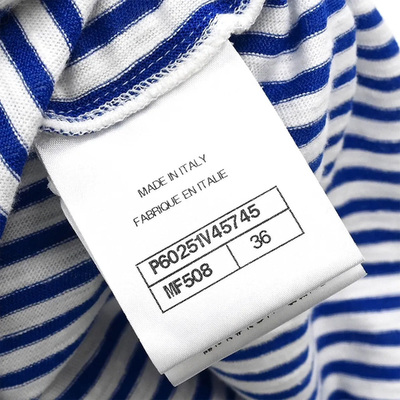 MADE IN ITALY
FABRIQUE EN ITALIE
P60251V45745
MF508 36